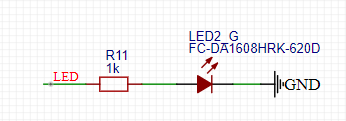 LED2_G
FC-DA1608HRK-620D
R11
1k
LED
GND